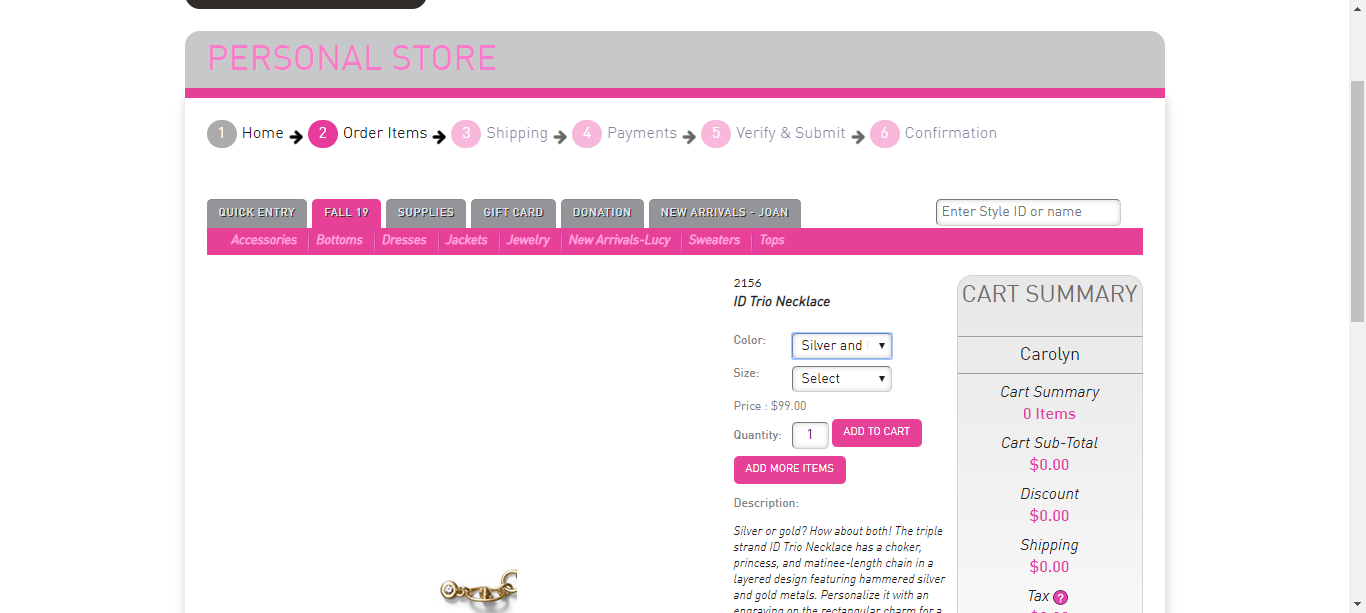 PERSONAL STORE
1 Home 2 Order Items 3 Shipping 4 Payments 5 Verify & Submit 6 Confirmation
QUICK ENTRY FALL 19 SUPPLIES GIFT CARD DONATION NEW ARRIVALS - JOAN
Enter Style ID or name
Accessories Bottoms Dresses Jackets Jewelry New Arrivals-Lucy Sweaters Tops
2156
ID Trio Necklace
Color: Silver and
Size: Select
Price : $99.00
Quantity: 1 ADD TO CART
ADD MORE ITEMS
Description:
Silver or gold? How about both! The triple
strand ID Trio Necklace has a choker,
princess, and matinee-length chain in a
layered design featuring hammered silver
and gold metals. Personalize it with an
engraving on the rectangular charm for a
CART SUMMARY
Carolyn
Cart Summary
0 Items
Cart Sub-Total
$0.00
Discount
$0.00
Shipping
$0.00
Tax ?